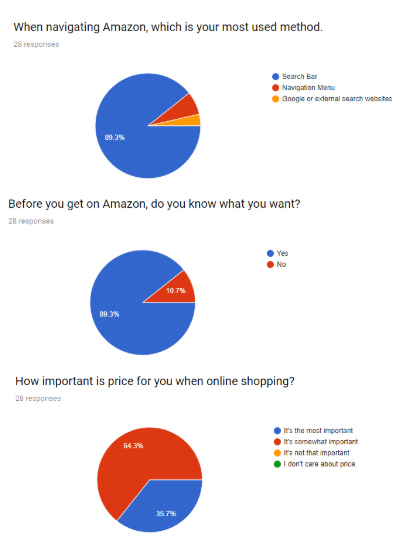 When navigating Amazon, which is your most used method.
28 responses
Search Bar
Navigation Menu
Google or external search websites
89.3%
Before you get on Amazon, do you know what you want?
28 responses
Yes
No
10.7%
89.3%
How important is price for you when online shopping?
28 responses
It's the most important
It's somewhat important
It's not that important
I don't care about price.
64.3%
35.7%